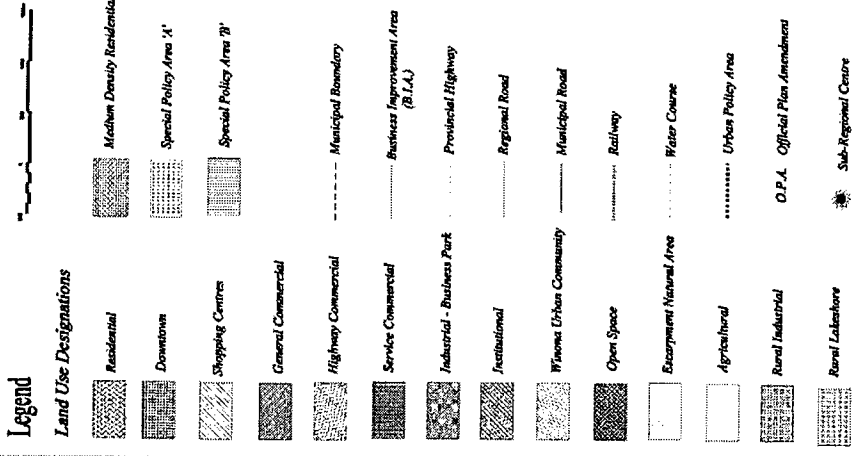 Legend
Land Use Designations
Residential
Downtown
Shopping Centres
General Commercial
Highway Commercial
Service Commercial
Industrial - Business Park
Institutional
Winona Urban Community
Open Space
Escarpment Natural Area
Agricultural
Rural Industrial
Rural Lakeshore
Medium Density Residential
Special Policy Area 'A'
Special Policy Area 'B'
Municipal Boundary
Business Improvement Area
(B.I.A.)
Provincial Highway
Regional Road
Municipal Road
Railway
Water Course
Urban Policy Area
O.P.A. Official Plan Amendment
Sub-Regional Centre